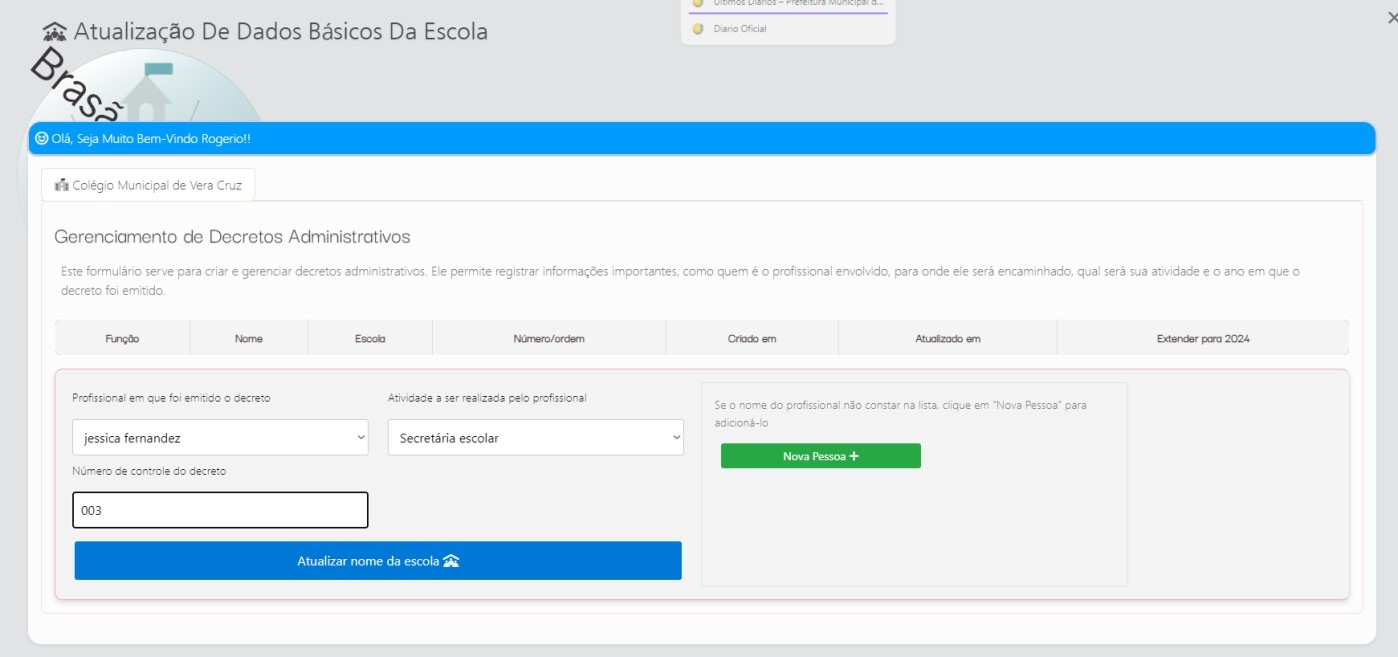 Últimos Diários – Prefeitura Municipal d...
Diario Oficial
Atualização De Dados Básicos Da Escola
Brasã
Olá, Seja Muito Bem-Vindo Rogerio!!
Colégio Municipal de Vera Cruz
Gerenciamento de Decretos Administrativos
Este formulário serve para criar e gerenciar decretos administrativos. Ele permite registrar informações importantes, como quem é o profissional envolvido, para onde ele será encaminhado, qual será sua atividade e o ano em que o
decreto foi emitido.
Função Nome Escola Número/ordem Criado em Atualizado em Extender para 2024
Profissional em que foi emitido o decreto
Atividade a ser realizada pelo profissional
jessica fernandez
Secretária escolar
Número de controle do decreto
003
Atualizar nome da escola
Se o nome do profissional não constar na lista, clique em "Nova Pessoa" para
adicioná-lo
Nova Pessoa +